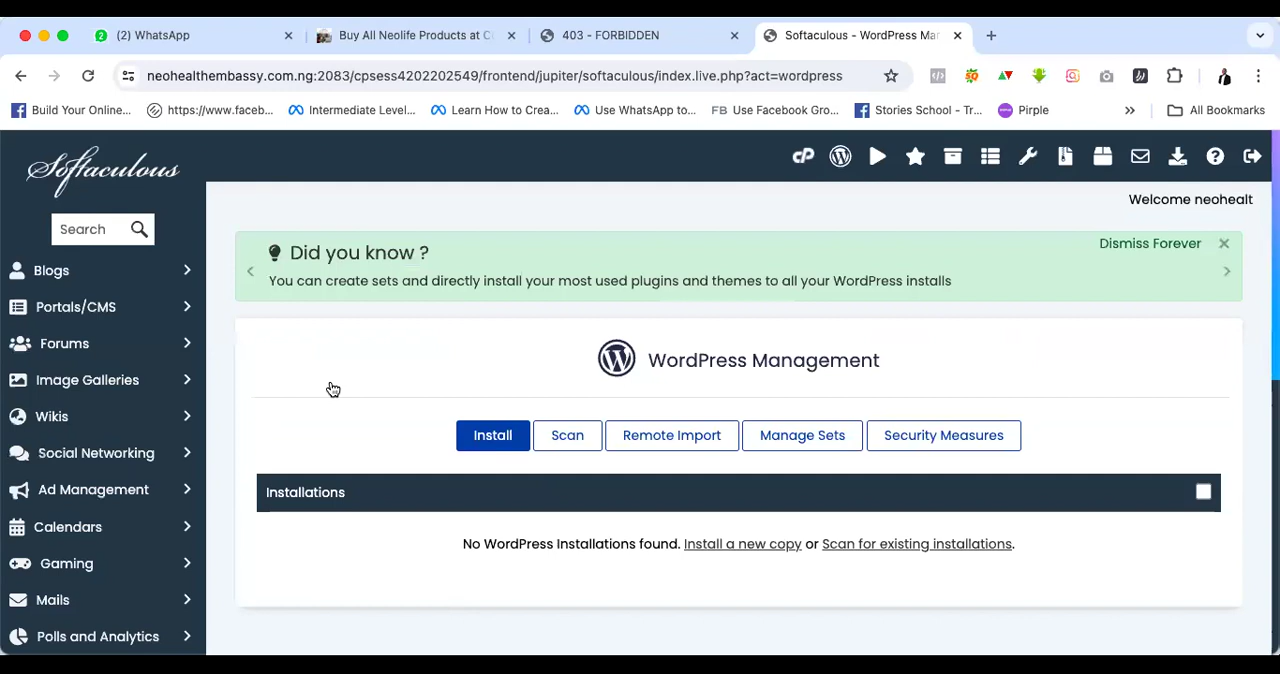 (2) WhatsApp
Buy All Neolife Products at C
403 - FORBIDDEN
Softaculous - WordPress Mar
neohealthembassy.com.ng:2083/cpsess4202202549/frontend/jupiter/softaculous/index.live.php?act=wordpress
Build Your Online...
https://www.faceb...
Intermediate Level...
Learn How to Crea...
Use WhatsApp to...
FB Use Facebook Gro...
Stories School - Tr...
Pirple
»
All Bookmarks
Softaculous
cP
Welcome neohealt
Search
Did you know ?
Dismiss Forever
You can create sets and directly install your most used plugins and themes to all your WordPress installs
Blogs
Portals/CMS
Forums
Image Galleries
Wikis
Social Networking
Ad Management
Calendars
Gaming
Mails
Polls and Analytics
WordPress Management
Install
Scan
Remote Import
Manage Sets
Security Measures
Installations
No WordPress Installations found. Install a new copy or Scan for existing installations.